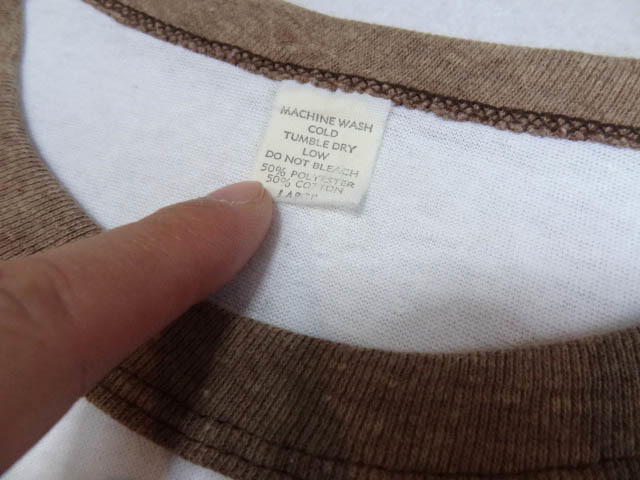 MACHINE WASH
COLD
TUMBLE DRY
LOW
DO NOT BLEACH
50% POLYESTER
50% COTTON